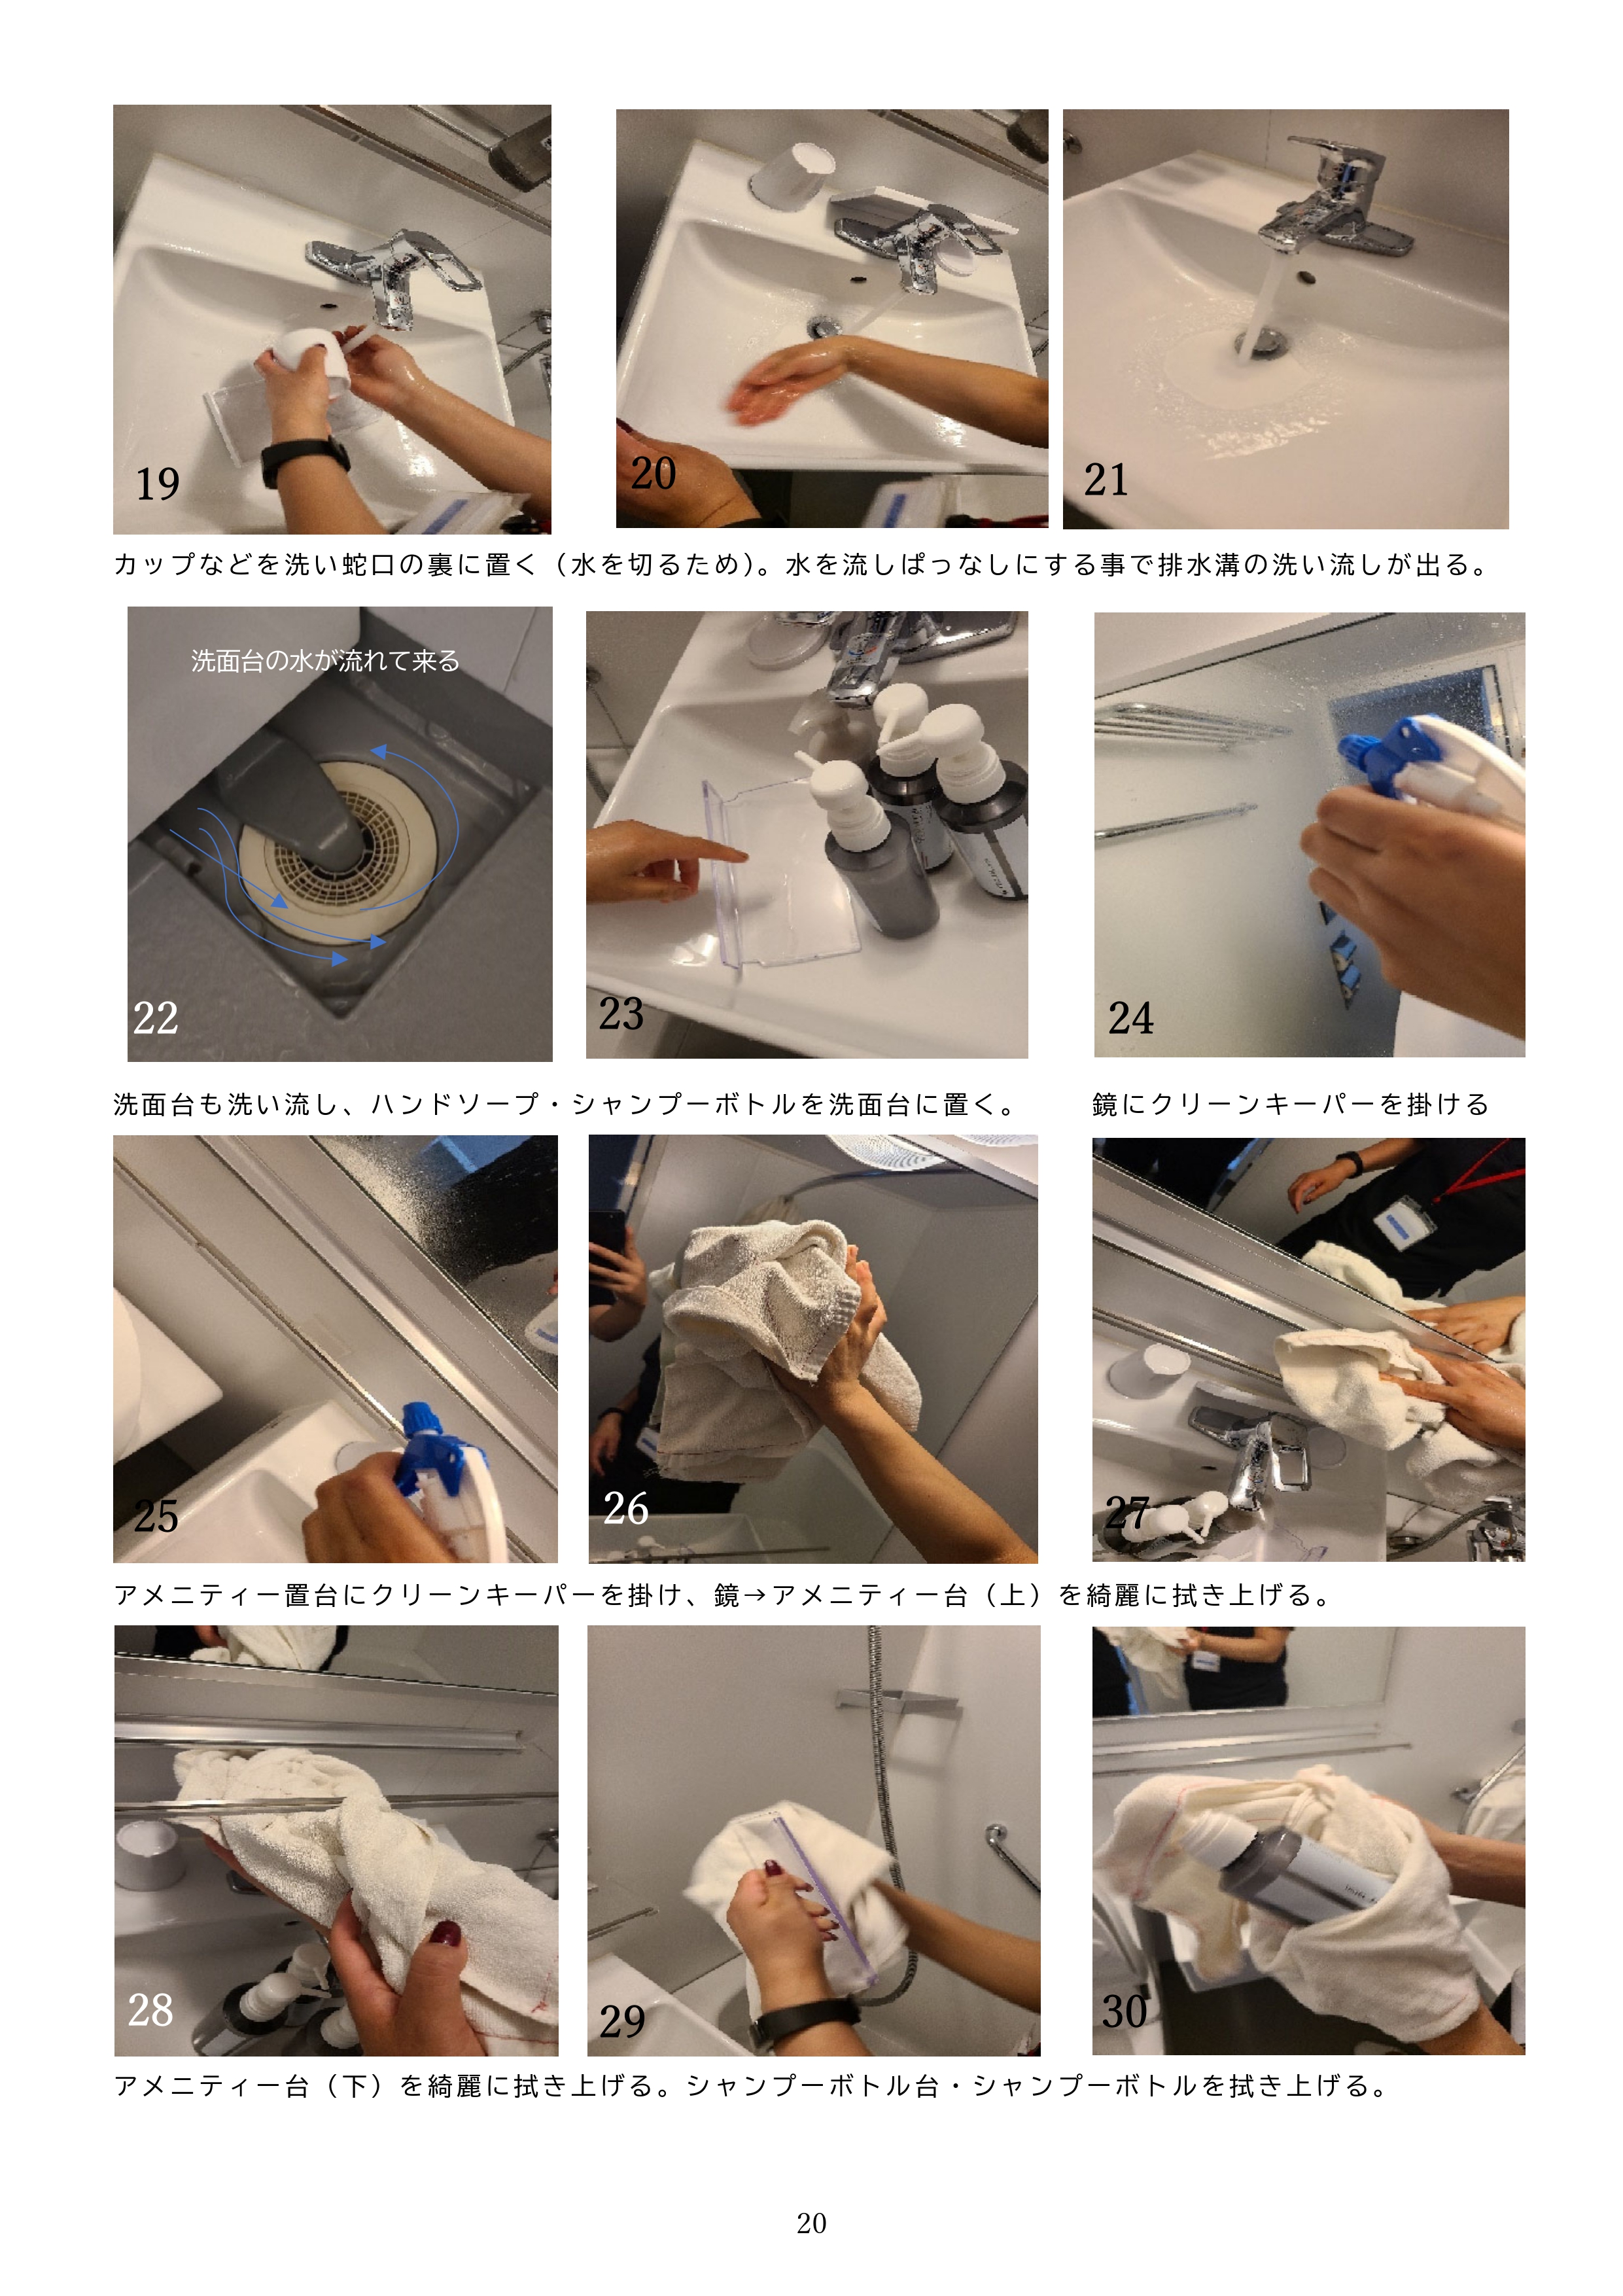 19
20
21
カップなどを洗い蛇口の裏に置く（水を切るため）。水を流しぱっなしにする事で排水溝の洗い流しが出る。
洗面台の水が流れて来る
22
23
24
洗面台も洗い流し、ハンドソープ・シャンプーボトルを洗面台に置く。
鏡にクリーンキーパーを掛ける
25
26
27
アメニティー置台にクリーンキーパーを掛け、鏡→アメニティー台（上）を綺麗に拭き上げる。
28
29
30
アメニティー台（下）を綺麗に拭き上げる。シャンプーボトル台・シャンプーボトルを拭き上げる。
20